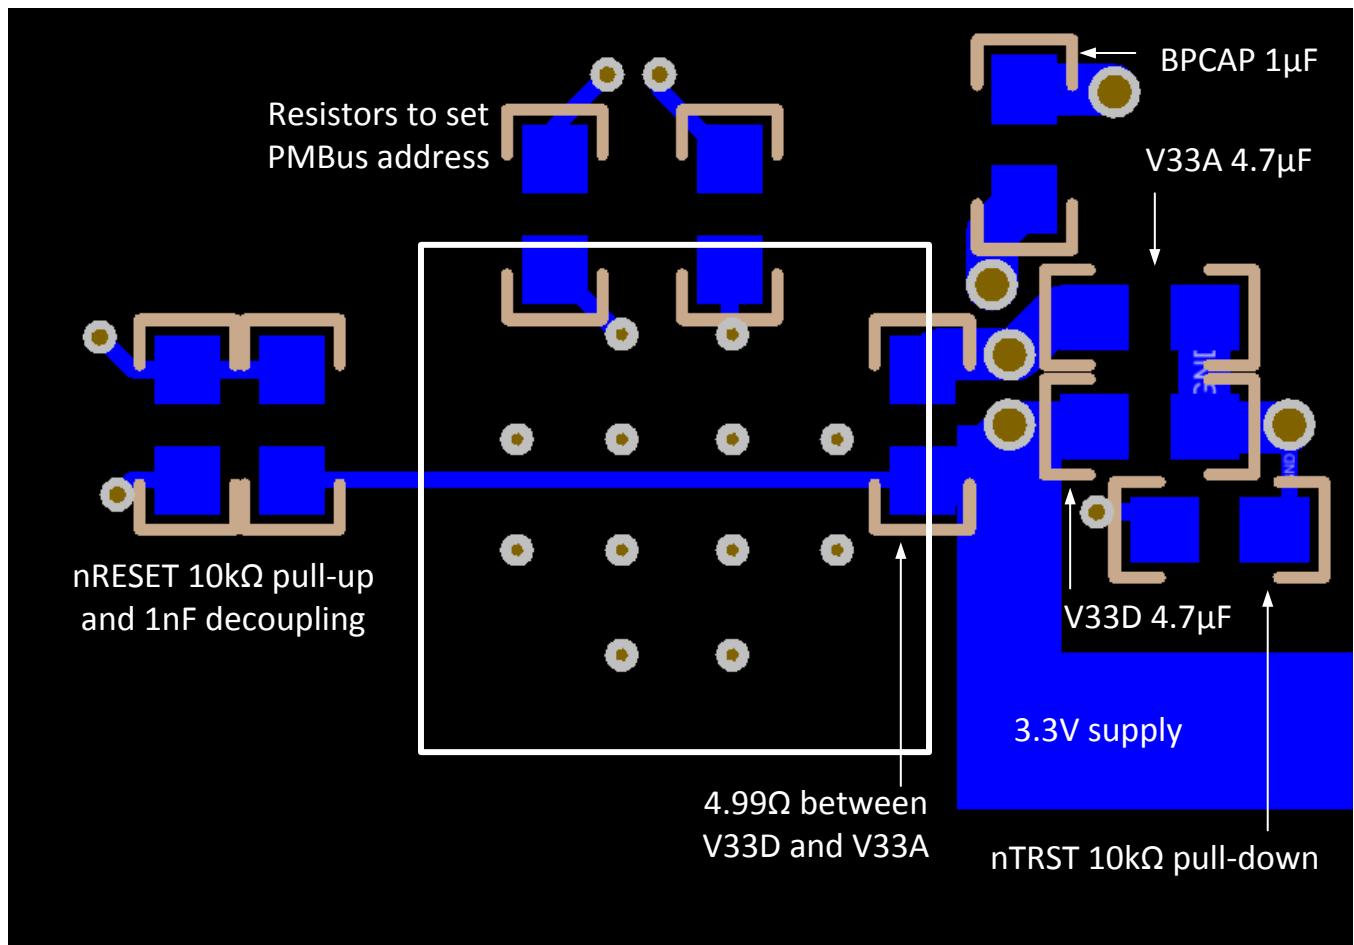 BPCAP 1µF
Resistors to set
PMBus address
V33A 4.7µF
nRESET 10kΩ pull-up
and 1nF decoupling
V33D 4.7µF
3.3V supply
4.99Ω between
V33D and V33A
nTRST 10kΩ pull-down